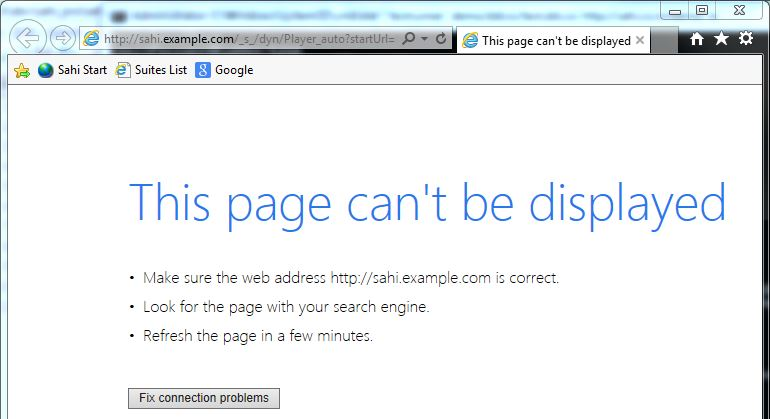 http://sahi.example.com/_s_/dyn/Player_auto?startUrl=
This page can't be displayed
Sahi Start
Suites List
Google
This page can't be displayed
• Make sure the web address http://sahi.example.com is correct.
• Look for the page with your search engine.
• Refresh the page in a few minutes.
Fix connection problems